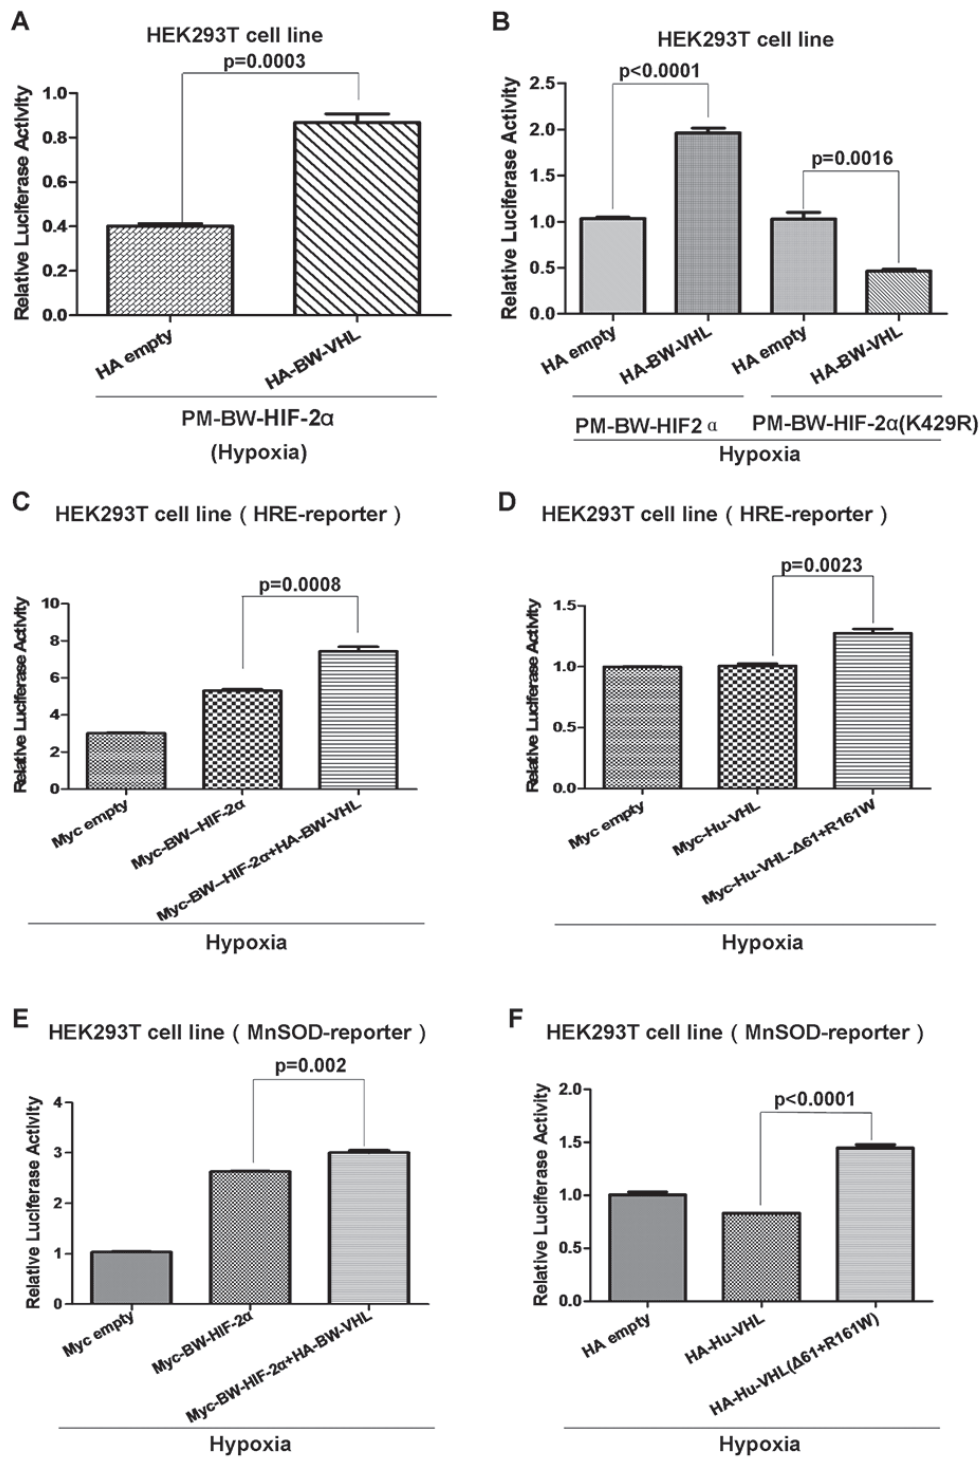 A
HEK293T cell line
p=0.0003
Relative Luciferase Activity
1.0
0.8
0.6
0.4
0.2
0.0
HA empty
HA-BW-VHL
PM-BW-HIF-2α
(Hypoxia)
B
HEK293T cell line
p<0.0001
p=0.0016
Relative Luciferase Activity
2.5
2.0
1.5
1.0
0.5
0.0
HA empty
HA-BW-VHL
HA empty
HA-BW-VHL
PM-BW-HIF2 α
PM-BW-HIF-2α(K429R)
Hypoxia
C
HEK293T cell line ( HRE-reporter )
p=0.0008
Relative Luciferase Activity
10
8
6
4
2
0
Myc empty
Myc-BW--HIF-2α
Myc-BW--HIF-2α+HA-BW-VHL
Hypoxia
D
HEK293T cell line ( HRE-reporter )
p=0.0023
Relative Luciferase Activity
1.5
1.0
0.5
0.0
Myc empty
Myc-Hu-VHL
Myc-Hu-VHL-Δ61+R161W
Hypoxia
E
HEK293T cell line ( MnSOD-reporter )
p=0.002
Relative Luciferase Activity
4
3
2
1
0
Myc empty
Myc-BW-HIF-2α
Myc-BW-HIF-2α+HA-BW-VHL
Hypoxia
F
HEK293T cell line ( MnSOD-reporter )
p<0.0001
Relative Luciferase Activity
2.0
1.5
1.0
0.5
0.0
HA empty
HA-Hu-VHL
HA-Hu-VHL(Δ61+R161W)
Hypoxia